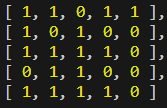 [ 1, 1, 0, 1, 1 ],
[ 1, 0, 1, 0, 0 ],
[ 1, 1, 1, 1, 0 ],
[ 0, 1, 1, 0, 0 ],
[ 1, 1, 1, 1, 0 ]